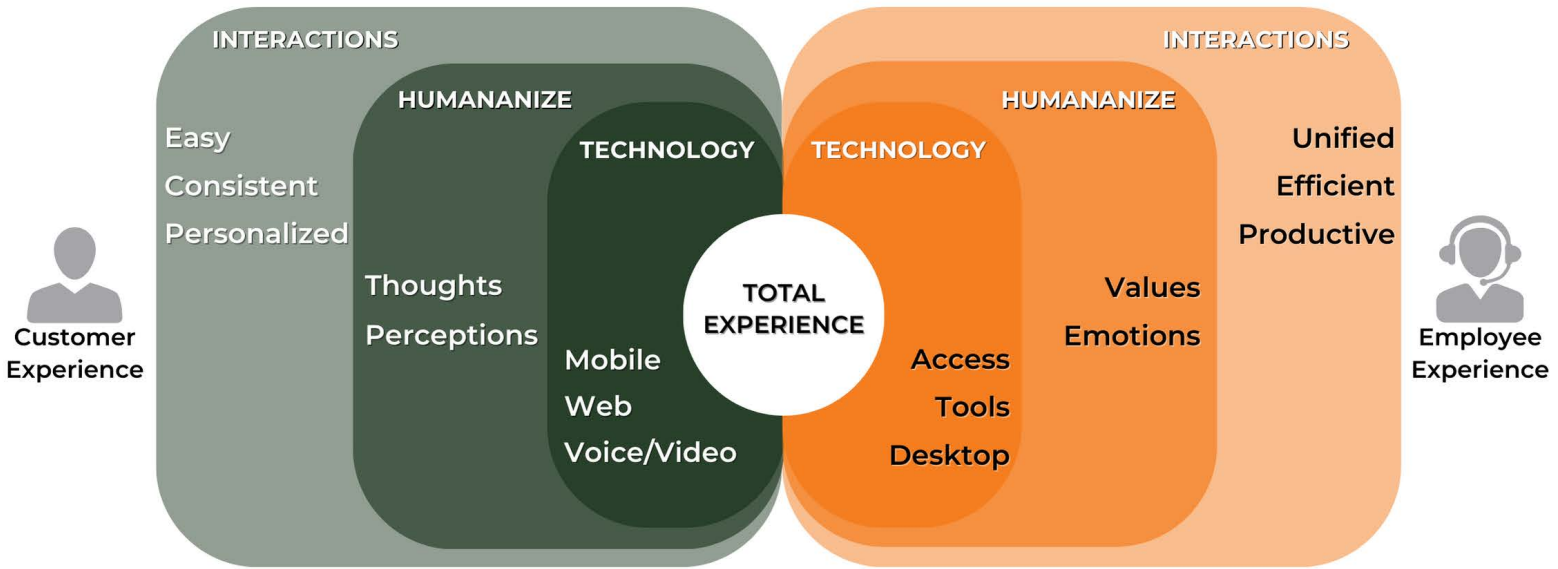 INTERACTIONS
HUMANANIZE
TECHNOLOGY
Easy
Consistent
Personalized
Thoughts
Perceptions
Mobile
Web
Voice/Video
Customer
Experience
TOTAL
EXPERIENCE
INTERACTIONS
HUMANANIZE
TECHNOLOGY
Unified
Efficient
Productive
Values
Emotions
Access
Tools
Desktop
Employee
Experience